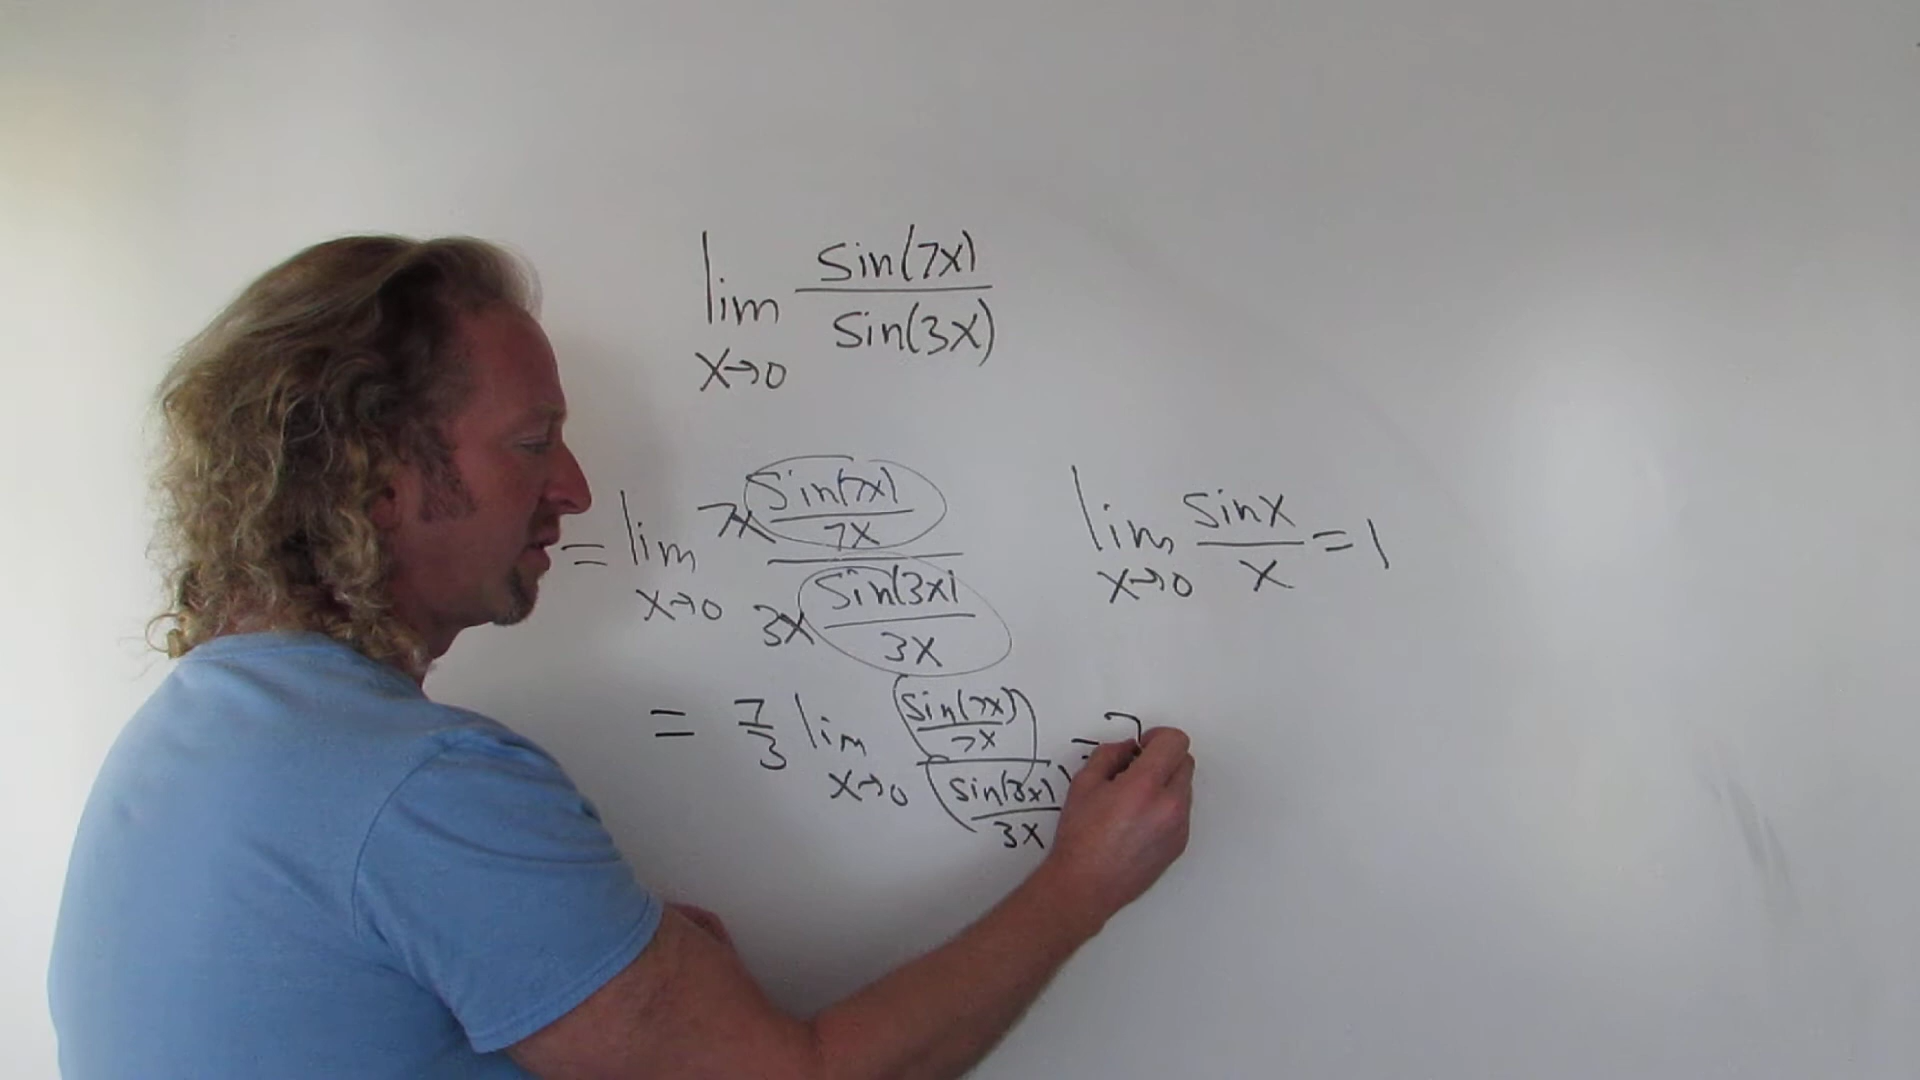 lim x→0 sin(7x) / sin(3x)
= lim x→0 7x sin(7x)/7x / 3x sin(3x)/3x
lim x→0 sinx/x = 1
= 7/3 lim x→0 sin(7x)/7x / sin(3x)/3x = 7